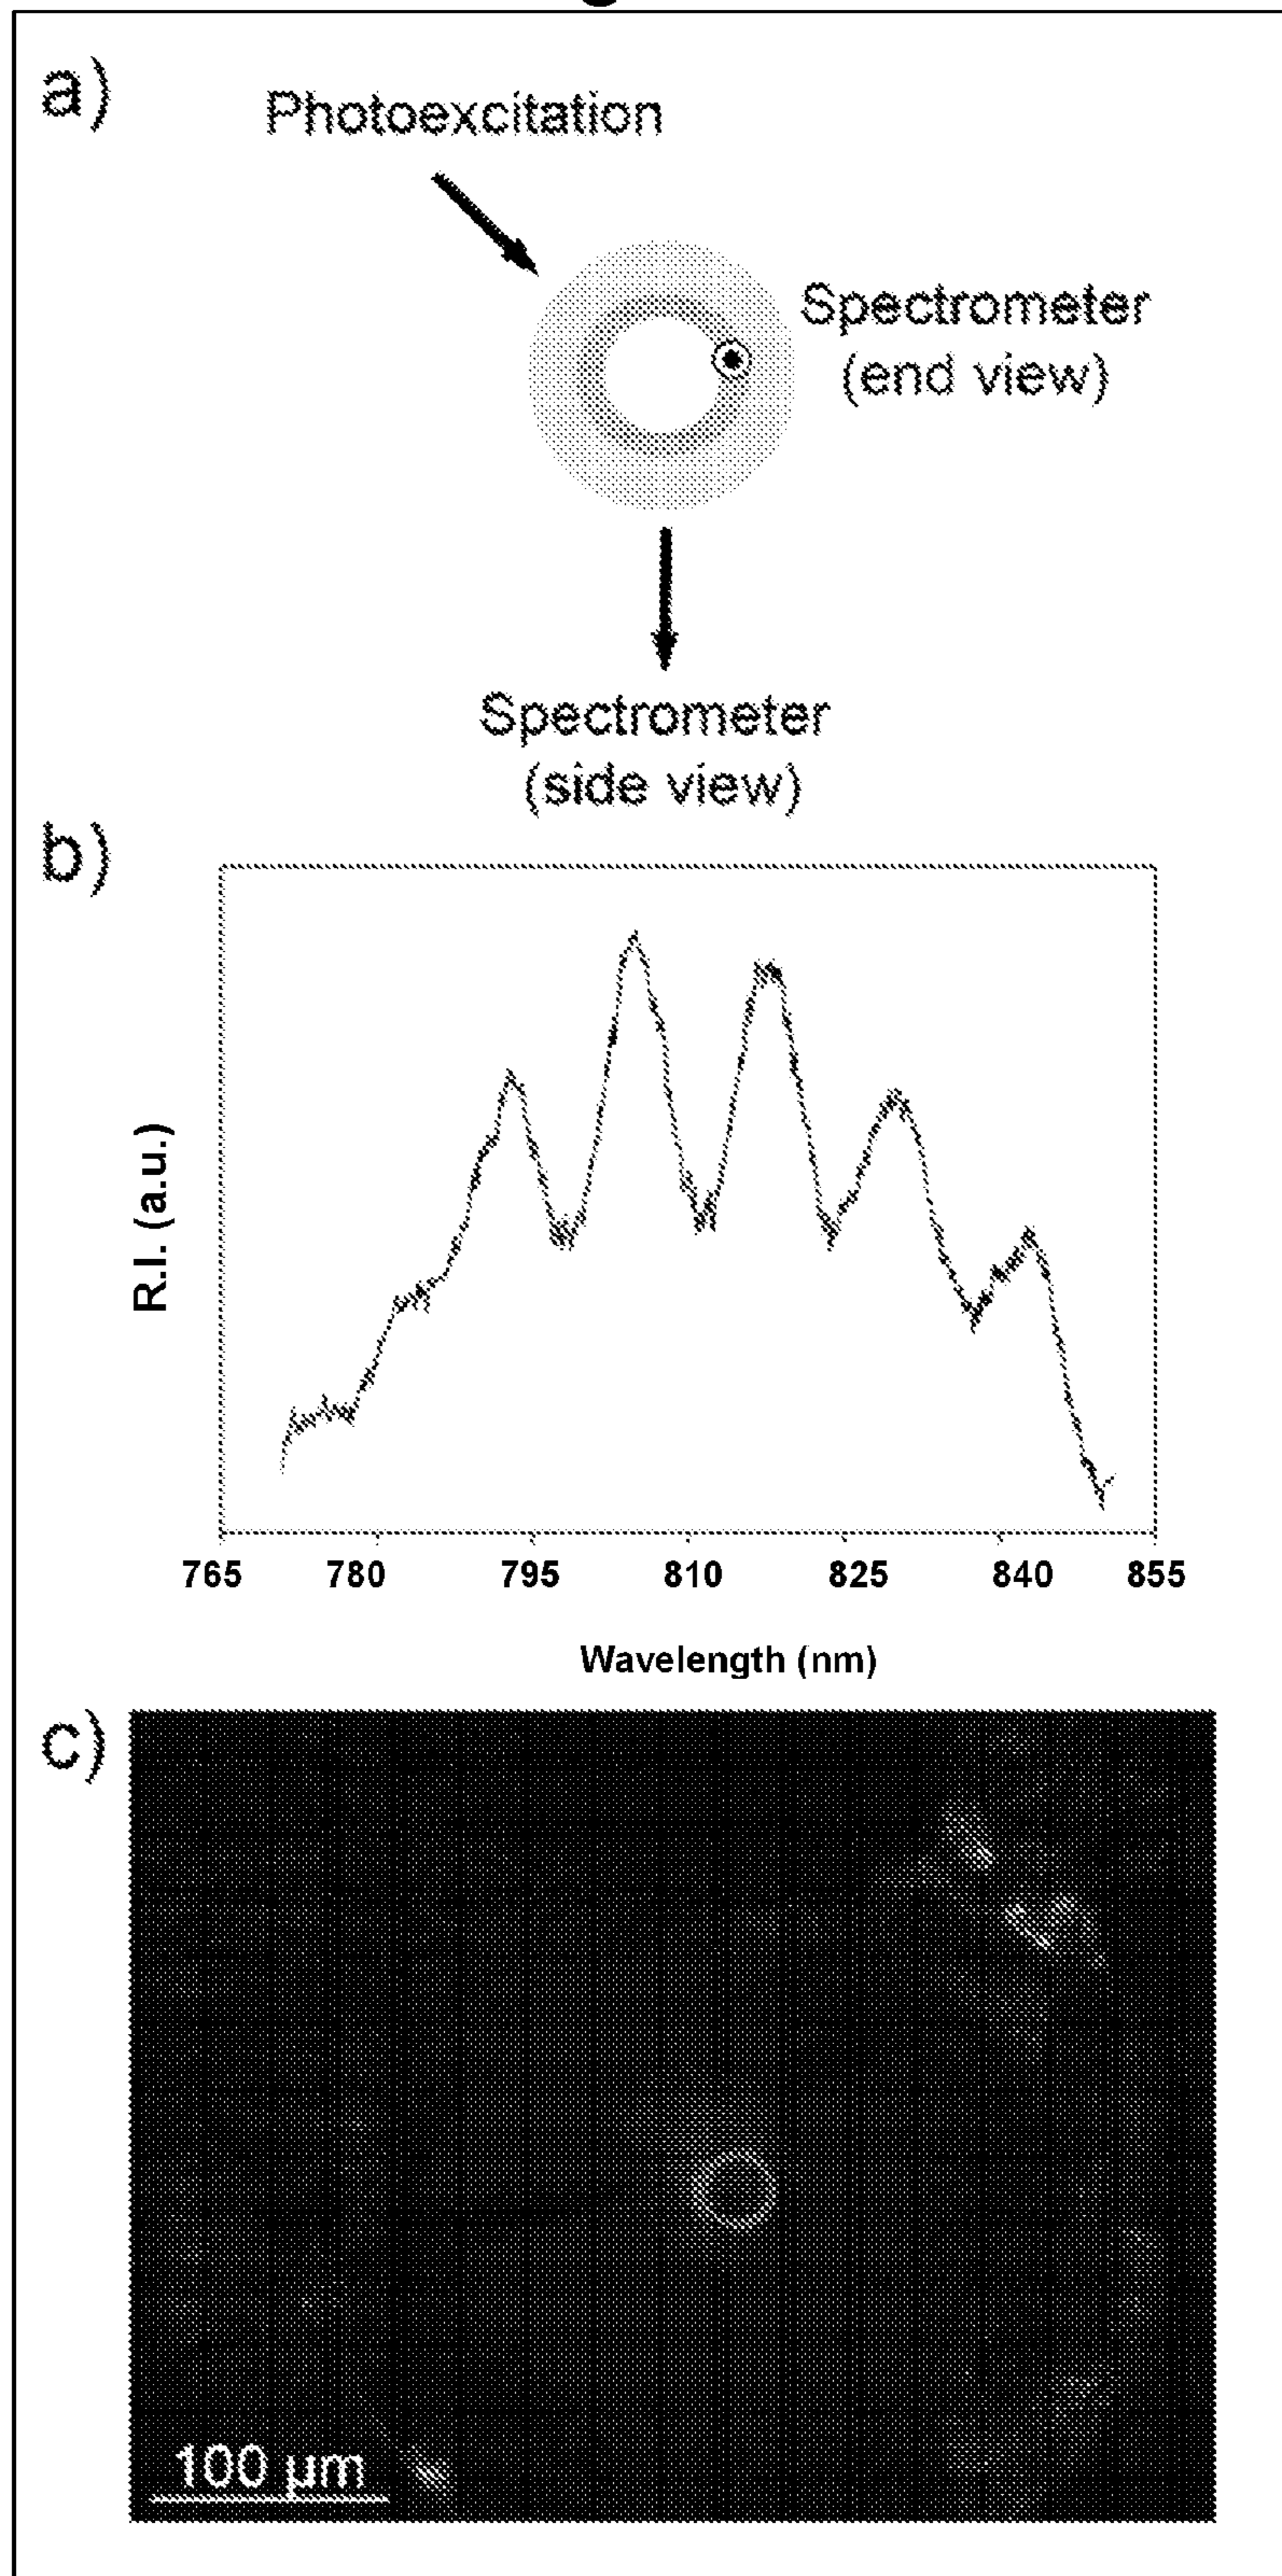 a)
Photoexcitation
Spectrometer
(end view)
Spectrometer
(side view)
b)
R.I. (a.u.)
765 780 795 810 825 840 855
Wavelength (nm)
c)
100 μm